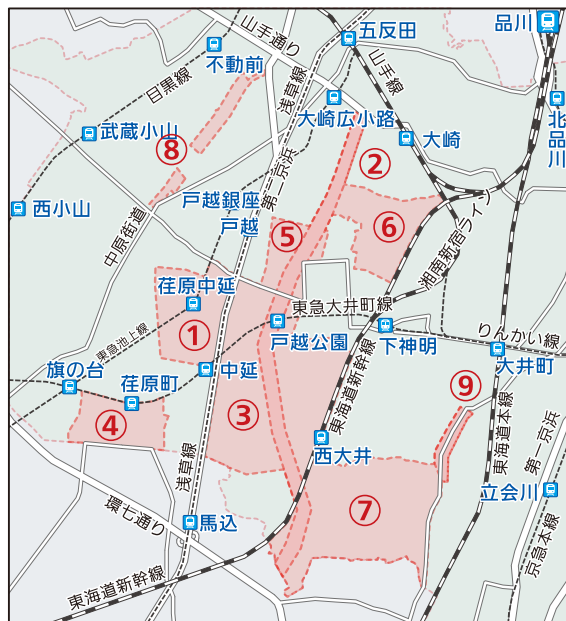 山手通り
五反田
品川
不動前
目黒線
浅草線
山手線
大崎広小路
北品川
武蔵小山
⑧
大崎
②
西小山
中原街道
戸越銀座
戸越
第一京浜
⑤
⑥
湘南新宿ライン
荏原中延
東急大井町線
①
東急池上線
戸越公園
下神明
りんかい線
旗の台
荏原町
中延
東海道新幹線
大井町
⑨
④
③
西大井
東海道本線
第一京浜
浅草線
立会川
馬込
環七通り
⑦
京急本線
東海道新幹線